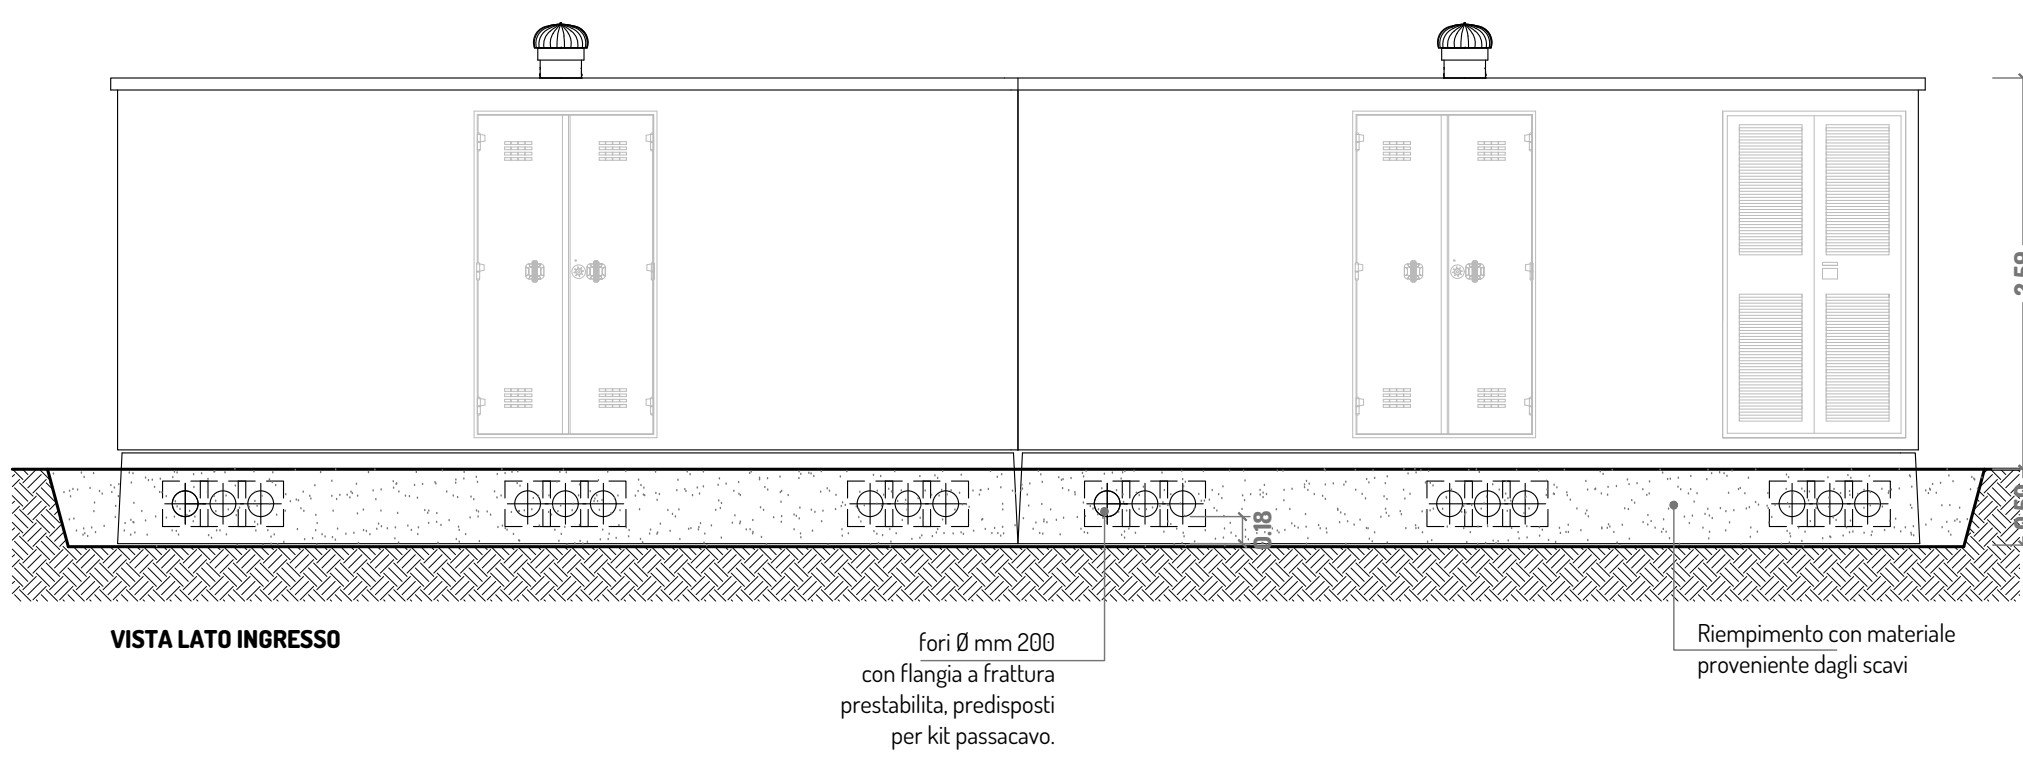 0.18
VISTA LATO INGRESSO
fori Ø mm 200
con flangia a frattura
prestabilita, predisposti
per kit passacavo.
Riempimento con materiale
proveniente dagli scavi